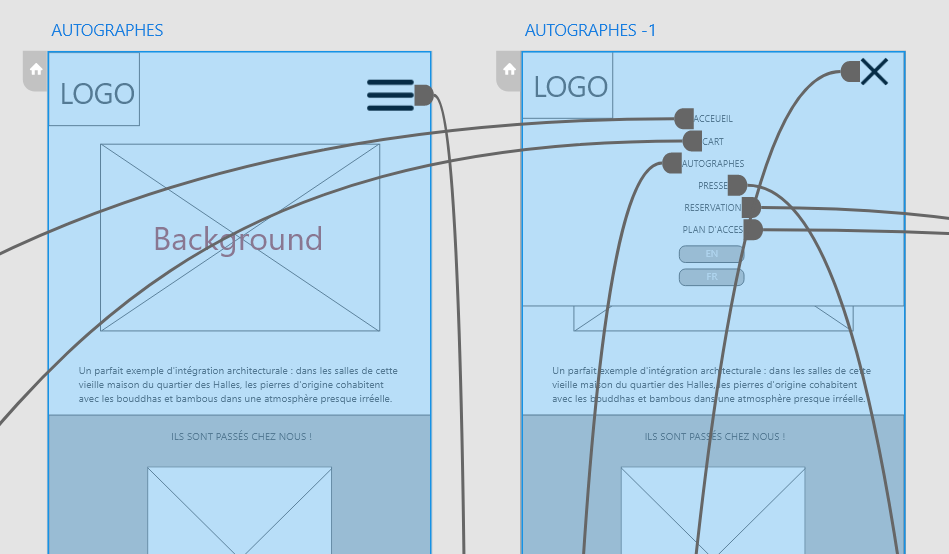 AUTOGRAPHES
LOGO
Background
Un parfait exemple d'intégration architecturale : dans les salles de cette
vieille maison du quartier des Halles, les pierres d'origine cohabitent
avec les bouddhas et bambous dans une atmosphère presque irréelle.
ILS SONT PASSÉS CHEZ NOUS !
AUTOGRAPHES -1
LOGO
ACCEUEIL
CART
AUTOGRAPHES
PRESSE
RESERVATION
PLAN D'ACCES
EN
FR
Un parfait exemple d'intégration architecturale : dans les salles de cette
vieille maison du quartier des Halles, les pierres d'origine cohabitent
avec les bouddhas et bambous dans une atmosphère presque irréelle.
ILS SONT PASSÉS CHEZ NOUS !